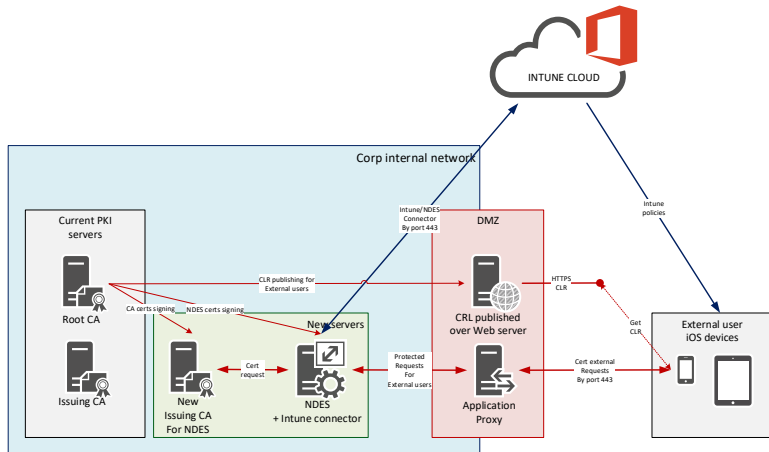 INTUNE CLOUD
Corp internal network
Current PKI
servers
Intune/NDES
Connector
By port 443
DMZ
Intune
policies
CLR publishing for
External users
HTTPS
CLR
Root CA
CA certs signing
NDES certs signing
New servers
CRL published
over Web server
External user
iOS devices
Get
CLR
Issuing CA
Cert
request
New
Issuing CA
For NDES
NDES
+ Intune connector
Protected
Requests
For
External users
Application
Proxy
Cert external
Requests
By port 443